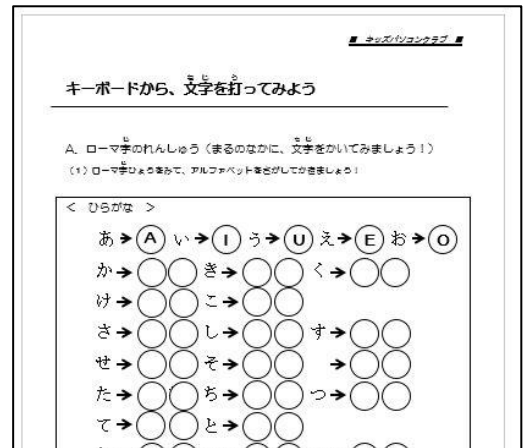 ■ キッズパソコンクラブ ■
キーボードから、文字を打ってみよう
A. ローマ字のれんしゅう（まるのなかに、文字をかいてみましょう！）
（１）ローマ字ひょうをみて、アルファベットをさがしてかきましょう！
＜ ひらがな ＞
あ➔A い➔I う➔U え➔E お➔O
か➔ き➔ く➔
け➔ こ➔
さ➔ し➔ す➔
せ➔ そ➔ ➔
た➔ ち➔ つ➔
て➔ と➔